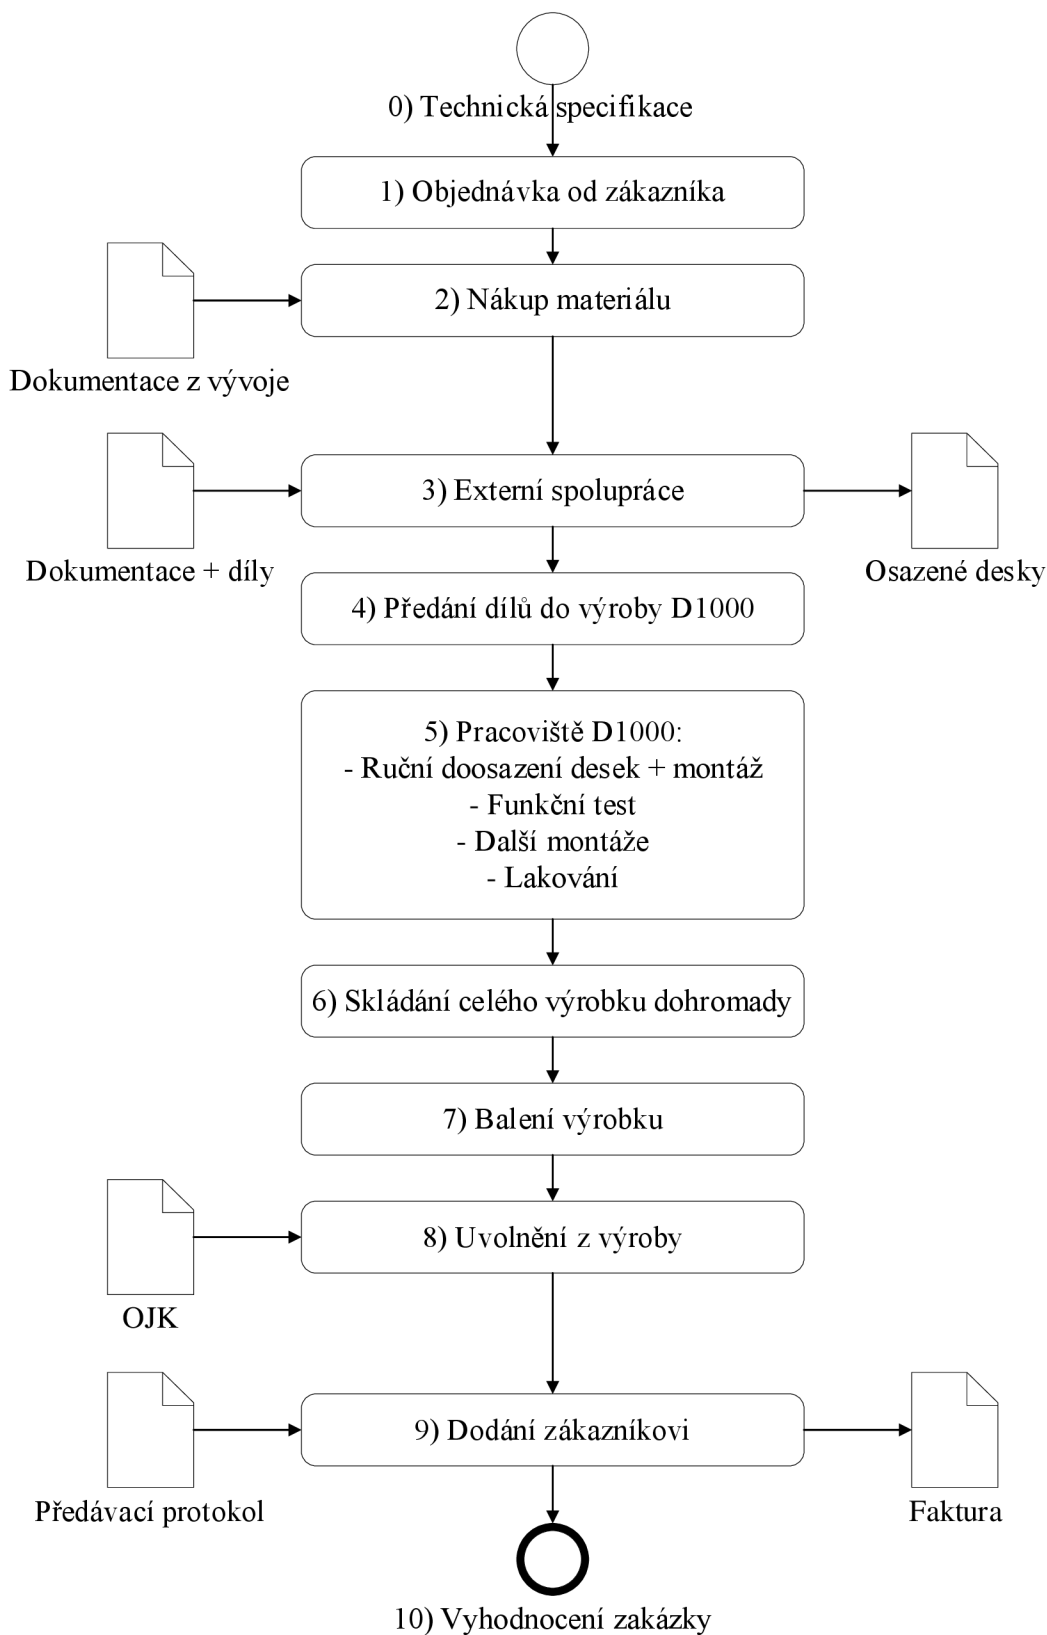 0) Technická specifikace
1) Objednávka od zákazníka
2) Nákup materiálu
Dokumentace z vývoje
3) Externí spolupráce
Dokumentace + díly
Osazené desky
4) Předání dílů do výroby D1000
5) Pracoviště D1000:
- Ruční doosazení desek + montáž
- Funkční test
- Další montáže
- Lakování
6) Skládání celého výrobku dohromady
7) Balení výrobku
8) Uvolnění z výroby
OJK
9) Dodání zákazníkovi
Předávací protokol
Faktura
10) Vyhodnocení zakázky